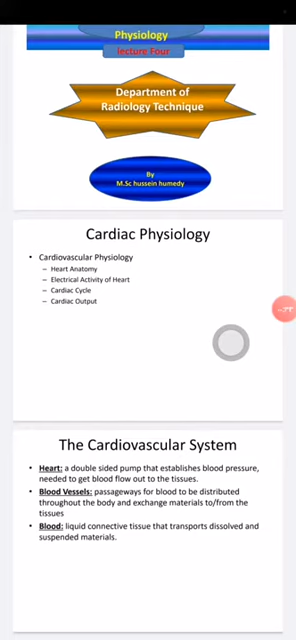 Physiology
lecture Four
Department of
Radiology Technique
By
M.Sc hussein humedy
Cardiac Physiology
• Cardiovascular Physiology
– Heart Anatomy
– Electrical Activity of Heart
– Cardiac Cycle
– Cardiac Output
The Cardiovascular System
• Heart: a double sided pump that establishes blood pressure,
needed to get blood flow out to the tissues.
• Blood Vessels: passageways for blood to be distributed
throughout the body and exchange materials to/from the
tissues
• Blood: liquid connective tissue that transports dissolved and
suspended materials.